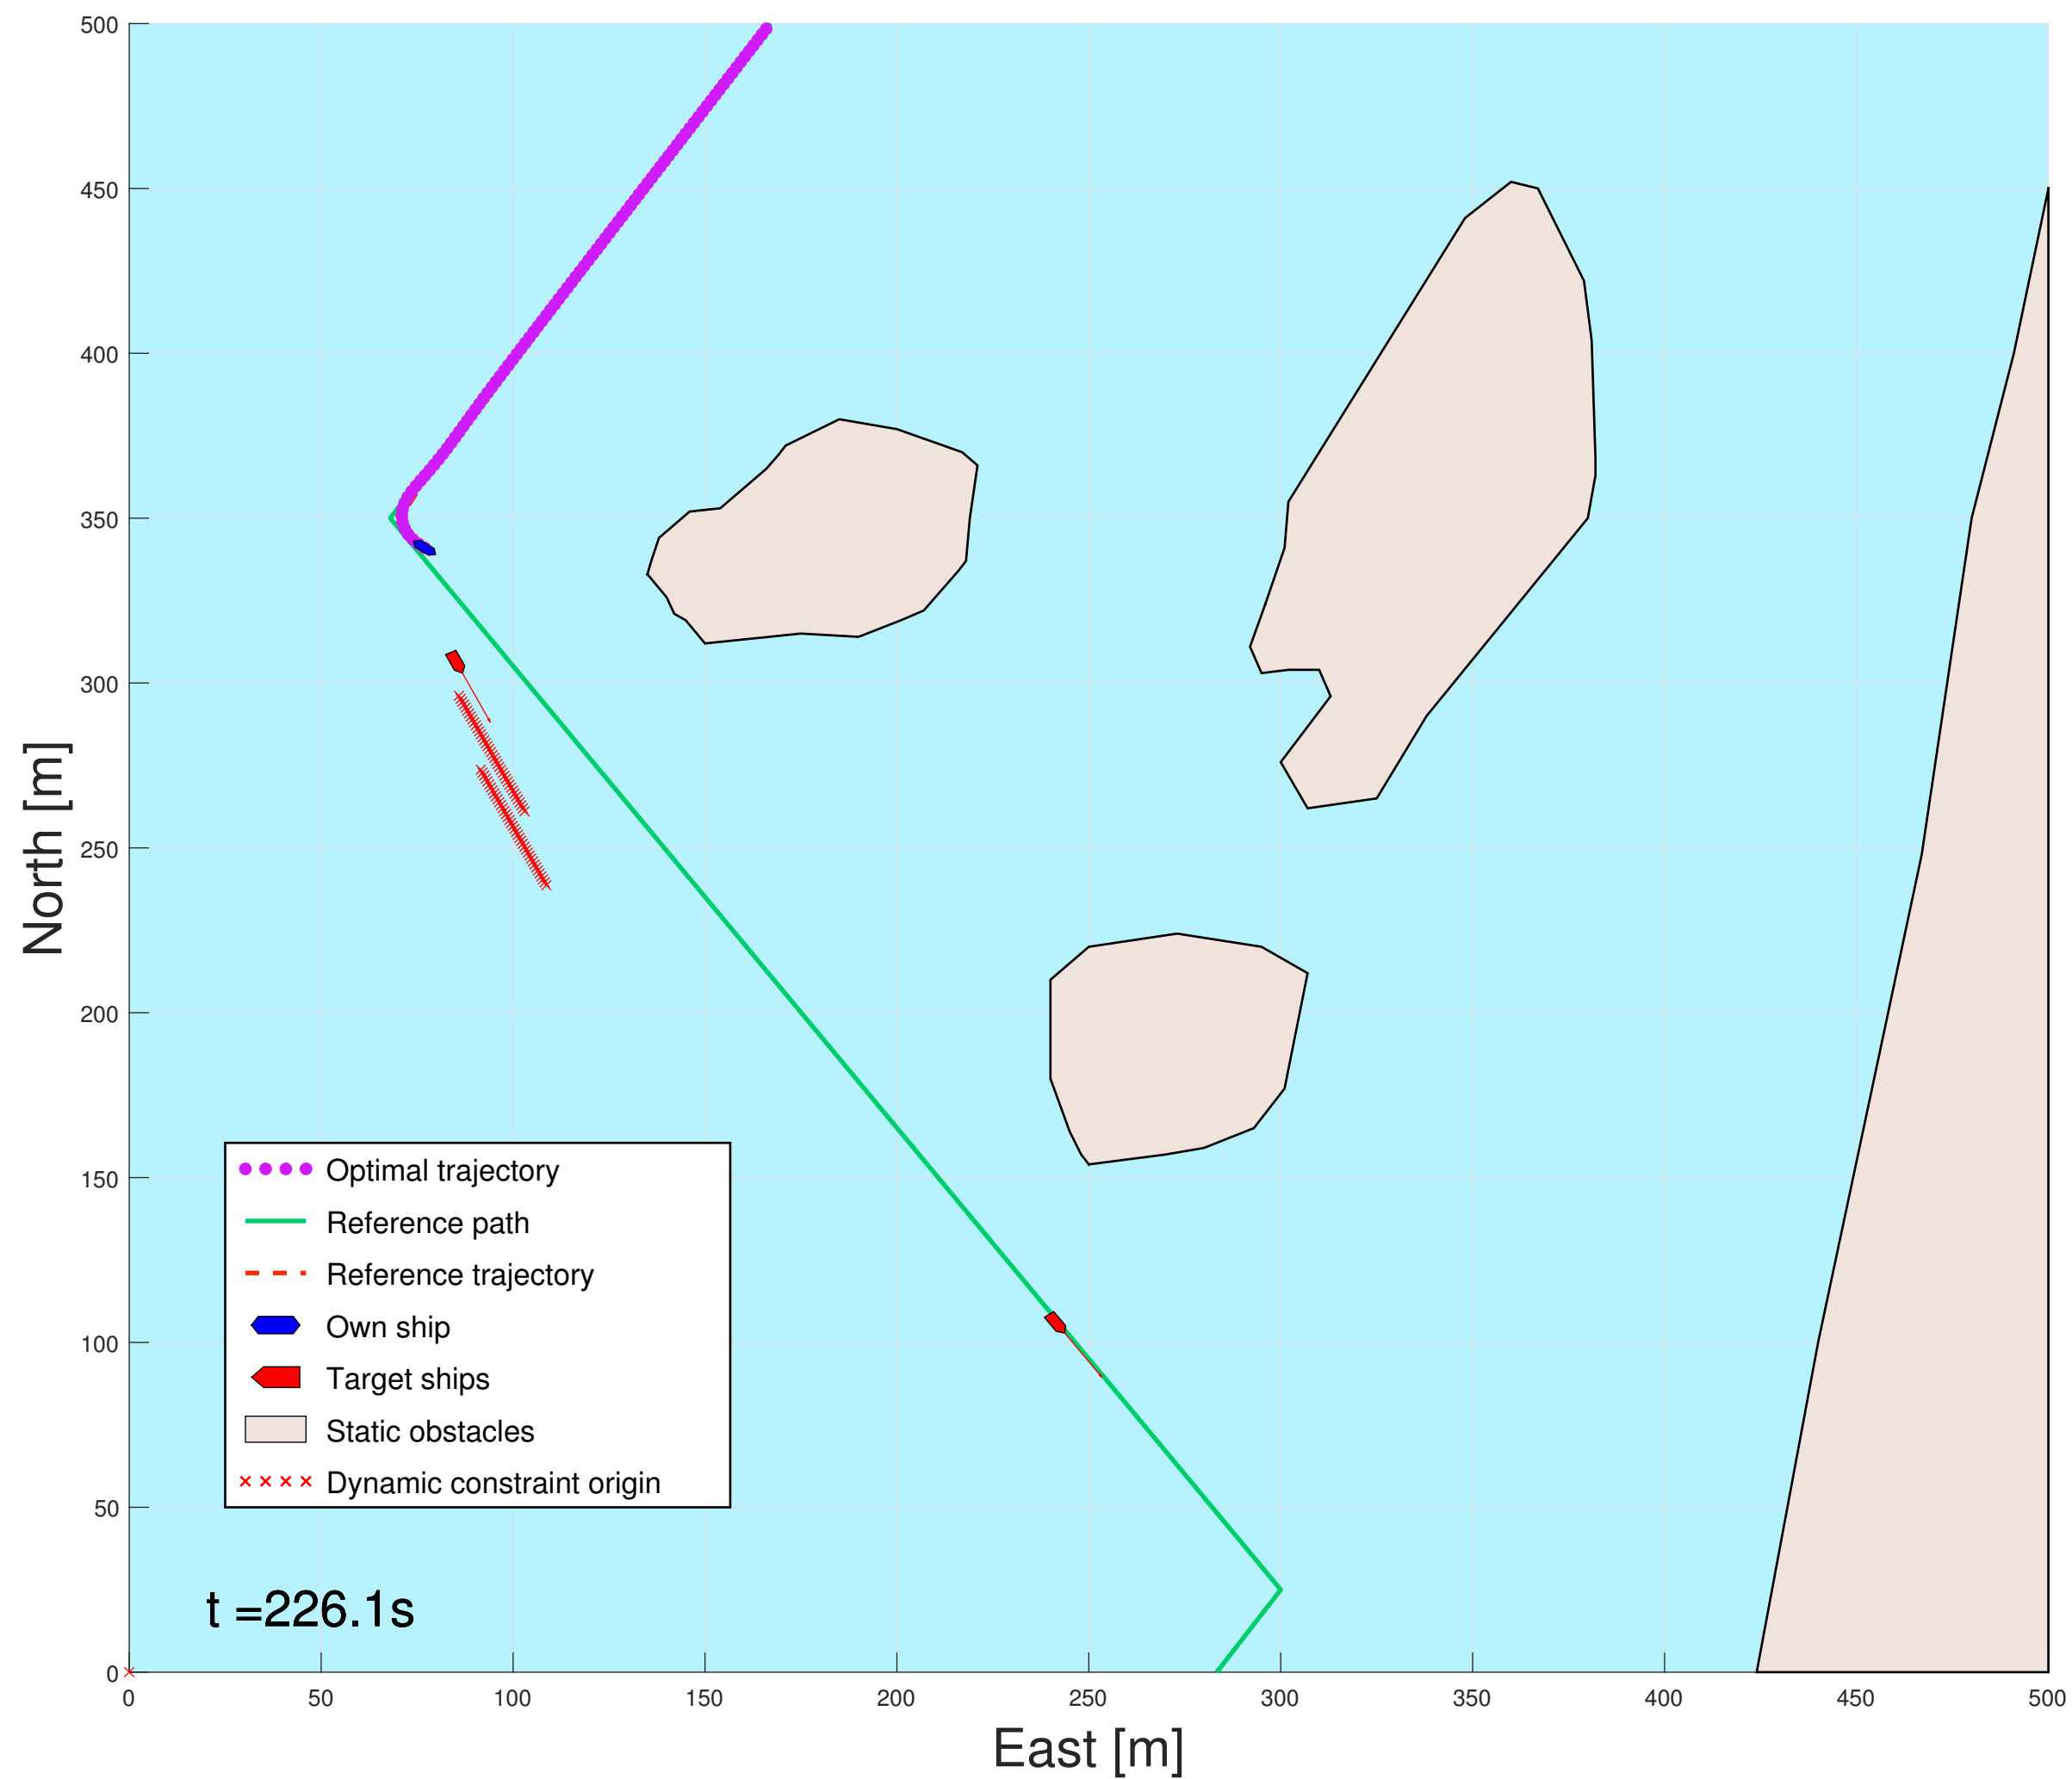 500
450
400
350
300
250
200
150
100
50
0
North [m]
Optimal trajectory
Reference path
Reference trajectory
Own ship
Target ships
Static obstacles
Dynamic constraint origin
t =226.1s
0 50 100 150 200 250 300 350 400 450 500
East [m]